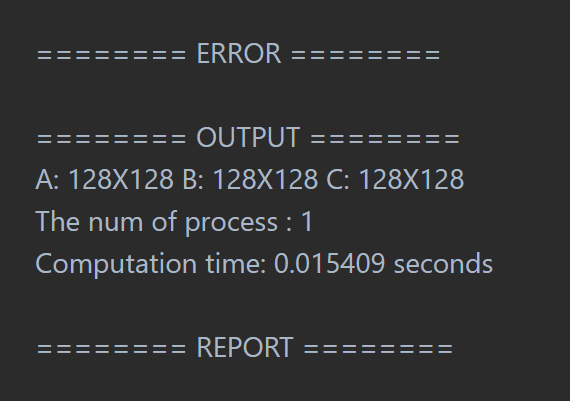 ======== ERROR ========
======== OUTPUT ========
A: 128X128 B: 128X128 C: 128X128
The num of process : 1
Computation time: 0.015409 seconds
======== REPORT ========